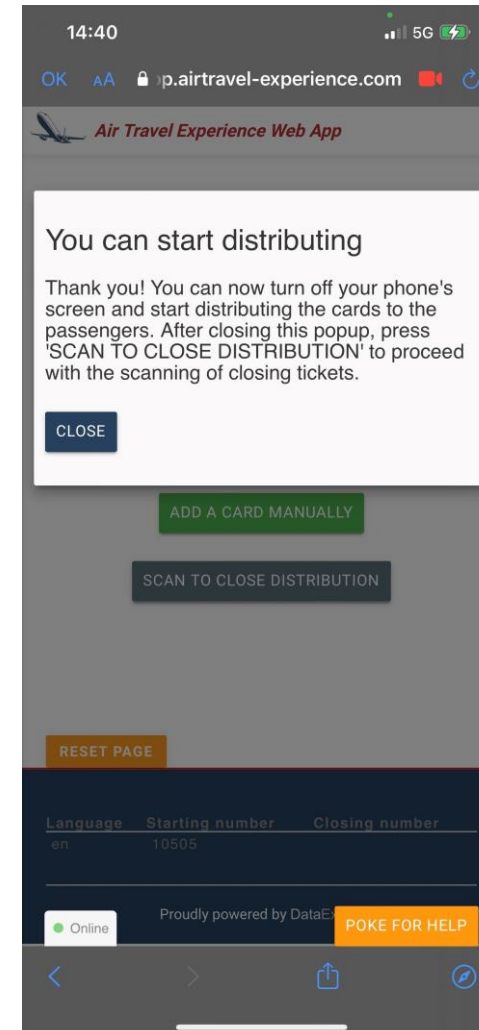 14:40
5G
OK AA p.airtravel-experience.com
Air Travel Experience Web App
You can start distributing
Thank you! You can now turn off your phone's
screen and start distributing the cards to the
passengers. After closing this popup, press
'SCAN TO CLOSE DISTRIBUTION' to proceed
with the scanning of closing tickets.
CLOSE
ADD A CARD MANUALLY
SCAN TO CLOSE DISTRIBUTION
RESET PAGE
Language Starting number Closing number
en 10505
Proudly powered by DataEx
Online
POKE FOR HELP